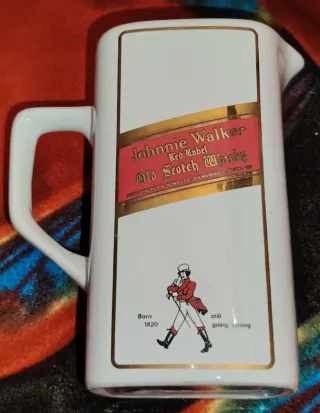 Johnnie Walker
Red Label
Old Scotch Whisky
Born still
1820 going strong